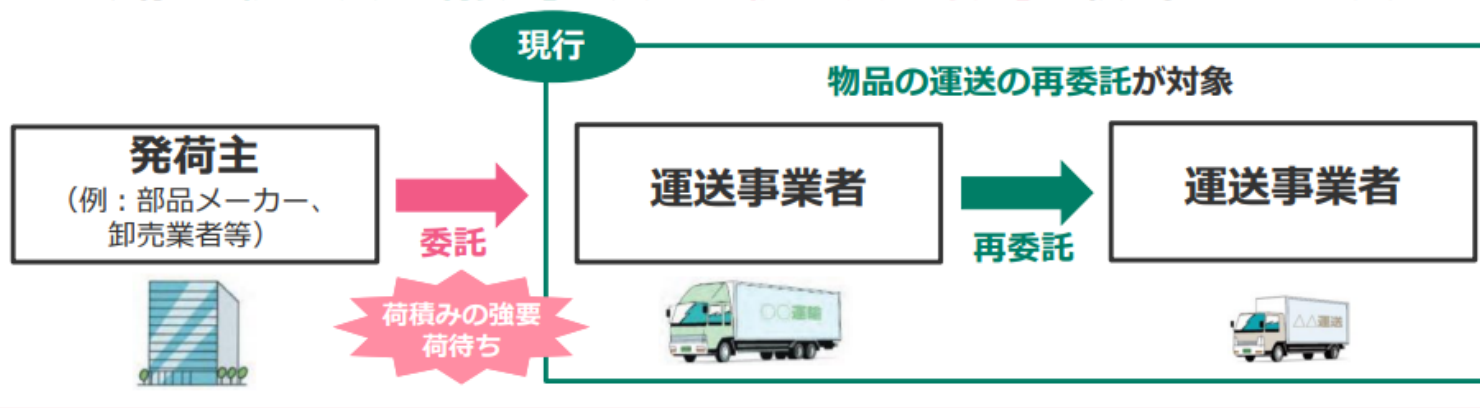 現行
物品の運送の再委託が対象
発荷主
（例：部品メーカー、
卸売業者等）
委託
荷積みの強要
荷待ち
運送事業者
再委託
運送事業者
〇〇運輸
△△運送